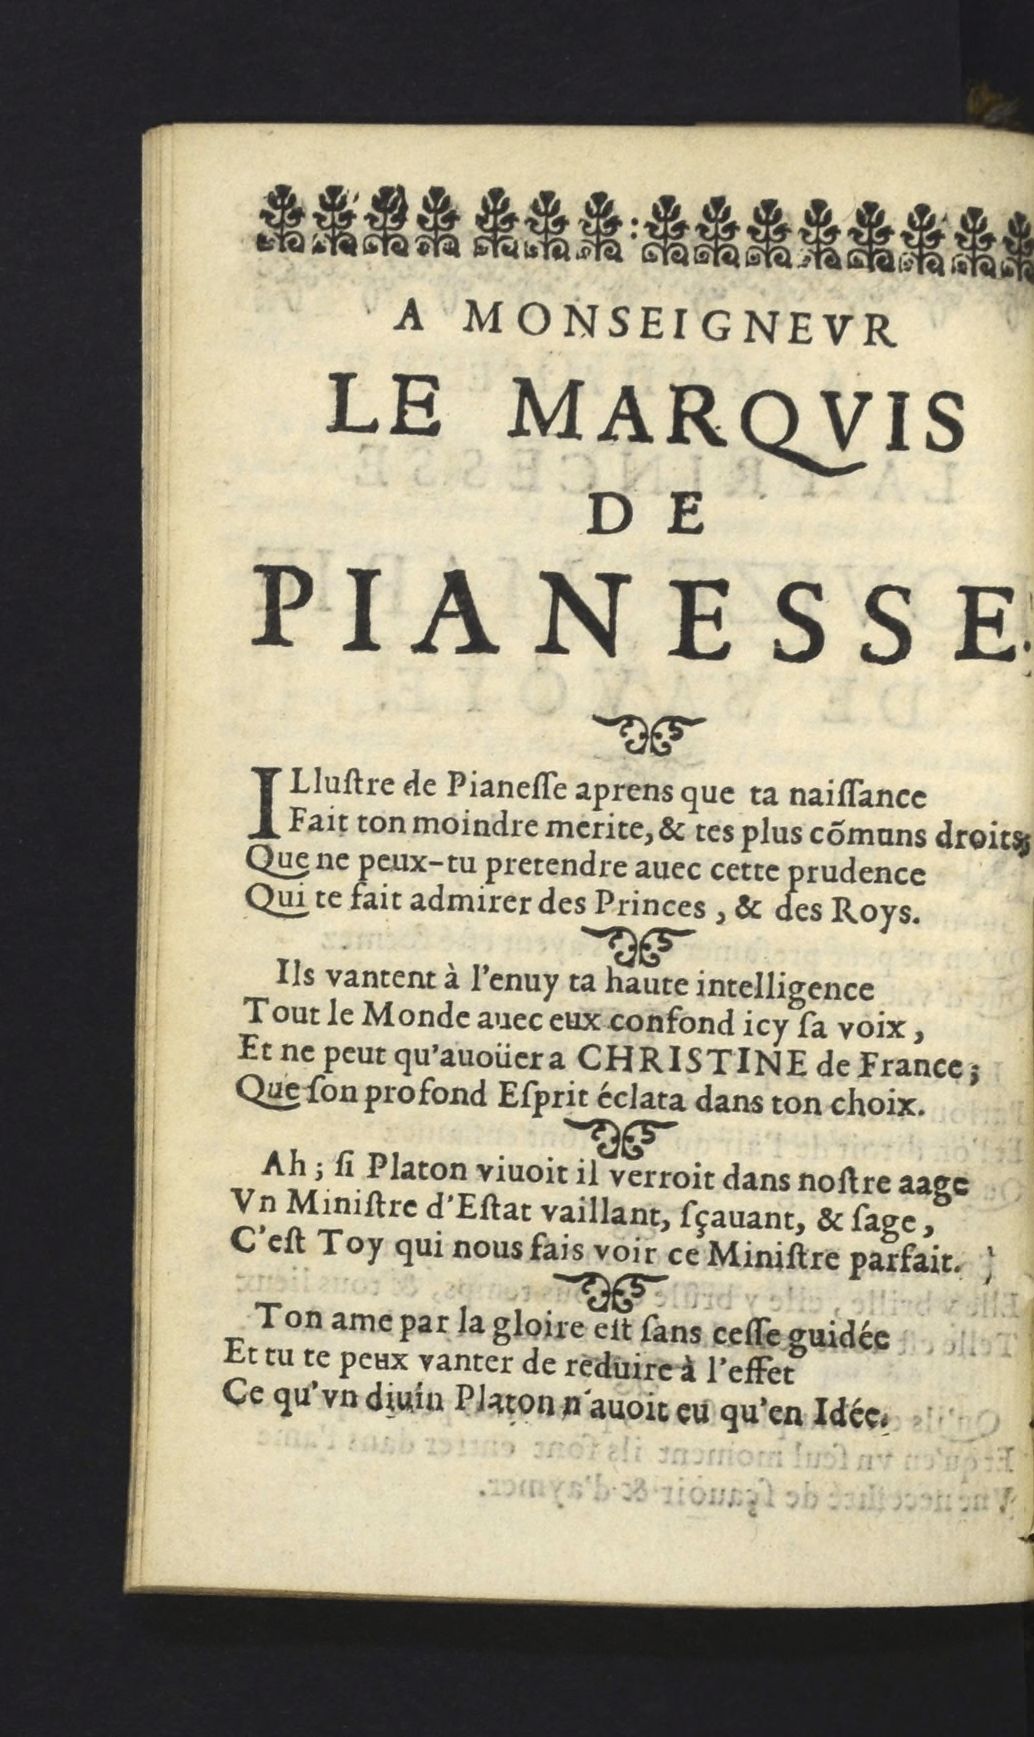 A MONSEIGNEVR
LE MARQVIS
DE
PIANESSE.
ILluſtre de Pianeſſe aprens que ta naiſſance
Fait ton moindre merite, & tes plus cõmuns droits;
Que ne peux-tu pretendre auec cette prudence
Qui te fait admirer des Princes, & des Roys.
Ils vantent à l'enuy ta haute intelligence
Tout le Monde auec eux confond icy ſa voix,
Et ne peut qu'auoüer a CHRISTINE de France;
Que ſon profond Eſprit éclata dans ton choix.
Ah; ſi Platon viuoit il verroit dans noſtre aage
Vn Miniſtre d'Eſtat vaillant, ſçauant, & ſage,
C'eſt Toy qui nous fais voir ce Miniſtre parfait.
Ton ame par la gloire eſt ſans ceſſe guidée
Et tu te peux vanter de reduire à l'effet
Ce qu'vn diuin Platon n'auoit eu qu'en Idée.